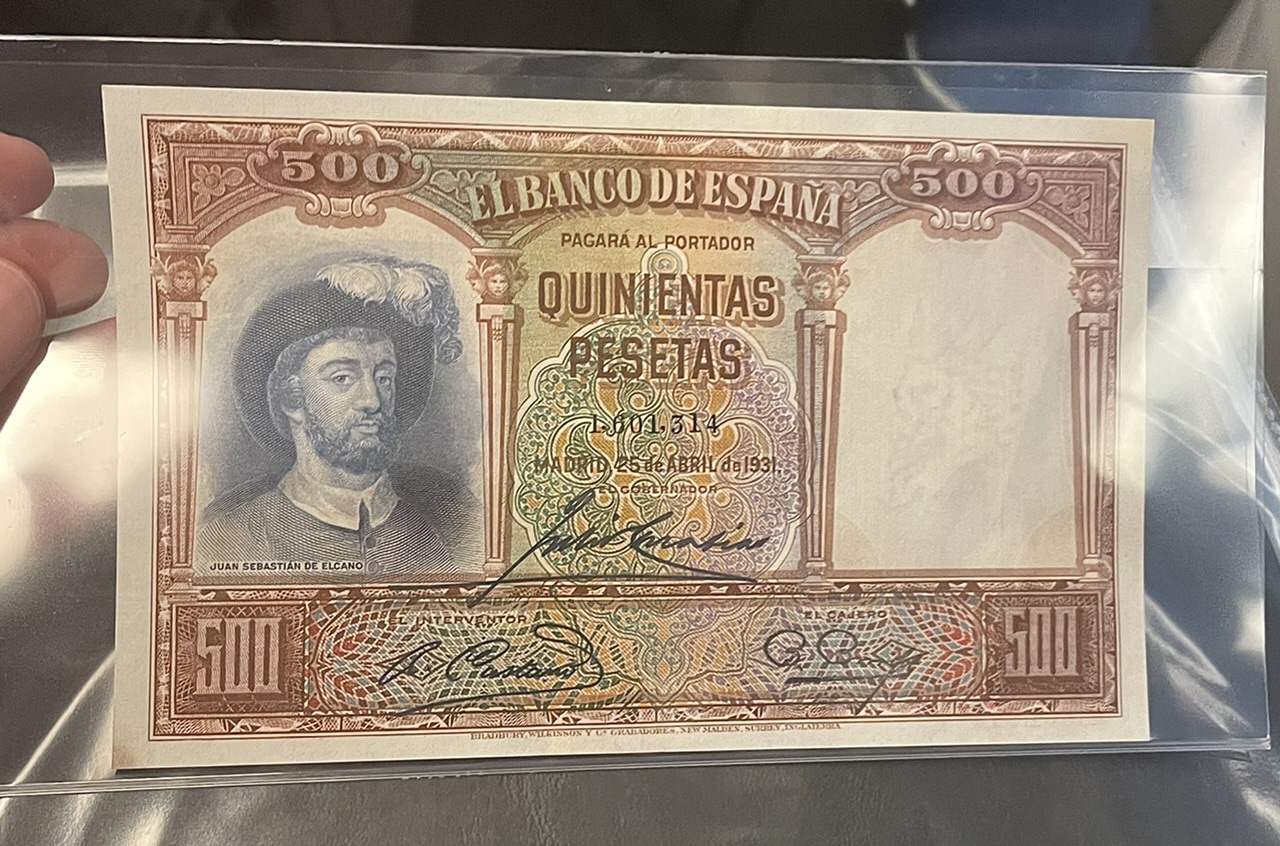 500
500
EL BANCO DE ESPAÑA
PAGARÁ AL PORTADOR
QUINIENTAS
PESETAS
1,601,314
MADRID, 25 de ABRIL de 1931.
EL GOBERNADOR,
JUAN SEBASTIÁN DE ELCANO
EL INTERVENTOR
EL CAJERO
500
500
BRADBURY, WILKINSON Y Cª GRABADORES, NEW MALDEN, SURREY, INGLATERRA